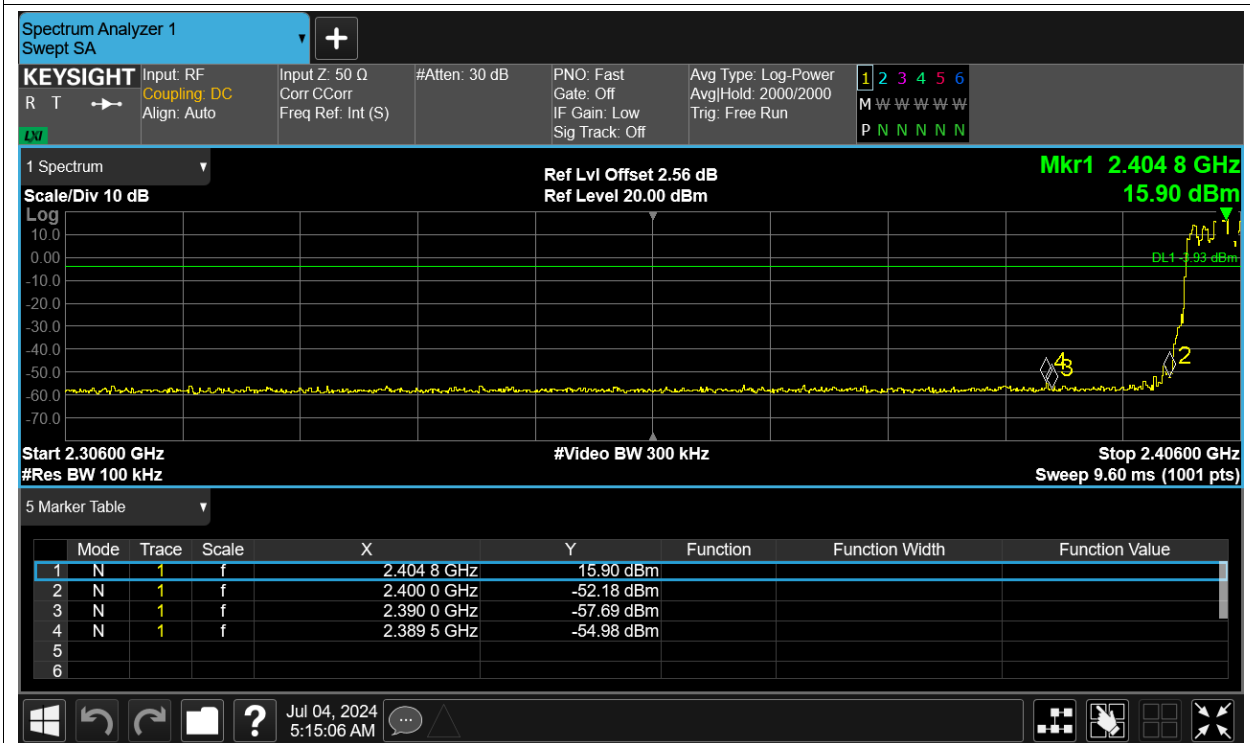 Spectrum Analyzer 1
Swept SA
KEYSIGHT
R T
LXI
Input: RF
Coupling: DC
Align: Auto
Input Z: 50 Ω
Corr CCorr
Freq Ref: Int (S)
#Atten: 30 dB
PNO: Fast
Gate: Off
IF Gain: Low
Sig Track: Off
Avg Type: Log-Power
Avg|Hold: 2000/2000
Trig: Free Run
1 2 3 4 5 6
M W W W W W
P N N N N N
1 Spectrum
Scale/Div 10 dB
Ref Lvl Offset 2.56 dB
Ref Level 20.00 dBm
Mkr1 2.404 8 GHz
15.90 dBm
Log
10.0
0.00
-10.0
-20.0
-30.0
-40.0
-50.0
-60.0
-70.0
1
DL1 -3.93 dBm
2
4
3
Start 2.30600 GHz
#Res BW 100 kHz
#Video BW 300 kHz
Stop 2.40600 GHz
Sweep 9.60 ms (1001 pts)
5 Marker Table
Mode Trace Scale X Y Function Function Width Function Value
1 N 1 f 2.404 8 GHz 15.90 dBm
2 N 1 f 2.400 0 GHz -52.18 dBm
3 N 1 f 2.390 0 GHz -57.69 dBm
4 N 1 f 2.389 5 GHz -54.98 dBm
5
6
?
Jul 04, 2024
5:15:06 AM